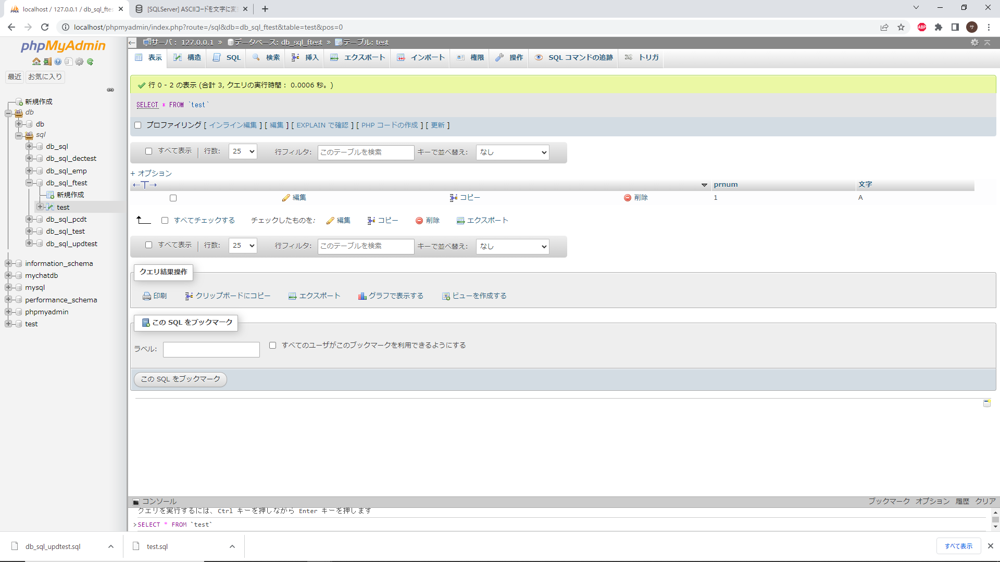 localhost / 127.0.0.1 / db_sql_ftes
[SQLServer] ASCIIコードを文字に変
localhost/phpmyadmin/index.php?route=/sql&db=db_sql_ftest&table=test&pos=0
ABP
サ
phpMyAdmin
最近
お気に入り
新規作成
db
db
sql
db_sql
db_sql_dectest
db_sql_emp
db_sql_ftest
新規作成
test
db_sql_pcdt
db_sql_test
db_sql_updtest
information_schema
mychatdb
mysql
performance_schema
phpmyadmin
test
サーバ: 127.0.0.1 » データベース: db_sql_ftest » テーブル: test
表示 構造 SQL 検索 挿入 エクスポート インポート 権限 操作 SQL コマンドの追跡 トリガ
行 0 - 2 の表示 (合計 3, クエリの実行時間: 0.0006 秒。)
SELECT * FROM `test`
プロファイリング [ インライン編集 ] [ 編集 ] [ EXPLAIN で確認 ] [ PHP コードの作成 ] [ 更新 ]
すべて表示 行数: 25 行フィルタ: このテーブルを検索 キーで並べ替え: なし
+ オプション
←T→ prnum 文字
編集 コピー 削除 1 A
すべてチェックする チェックしたものを: 編集 コピー 削除 エクスポート
すべて表示 行数: 25 行フィルタ: このテーブルを検索 キーで並べ替え: なし
クエリ結果操作
印刷 クリップボードにコピー エクスポート グラフで表示する ビューを作成する
この SQL をブックマーク
ラベル: すべてのユーザがこのブックマークを利用できるようにする
この SQL をブックマーク
コンソール ブックマーク オプション 履歴 クリア
クエリを実行するには、Ctrl キーを押しながら Enter キーを押します
>SELECT * FROM `test`
db_sql_updtest.sql
test.sql
すべて表示